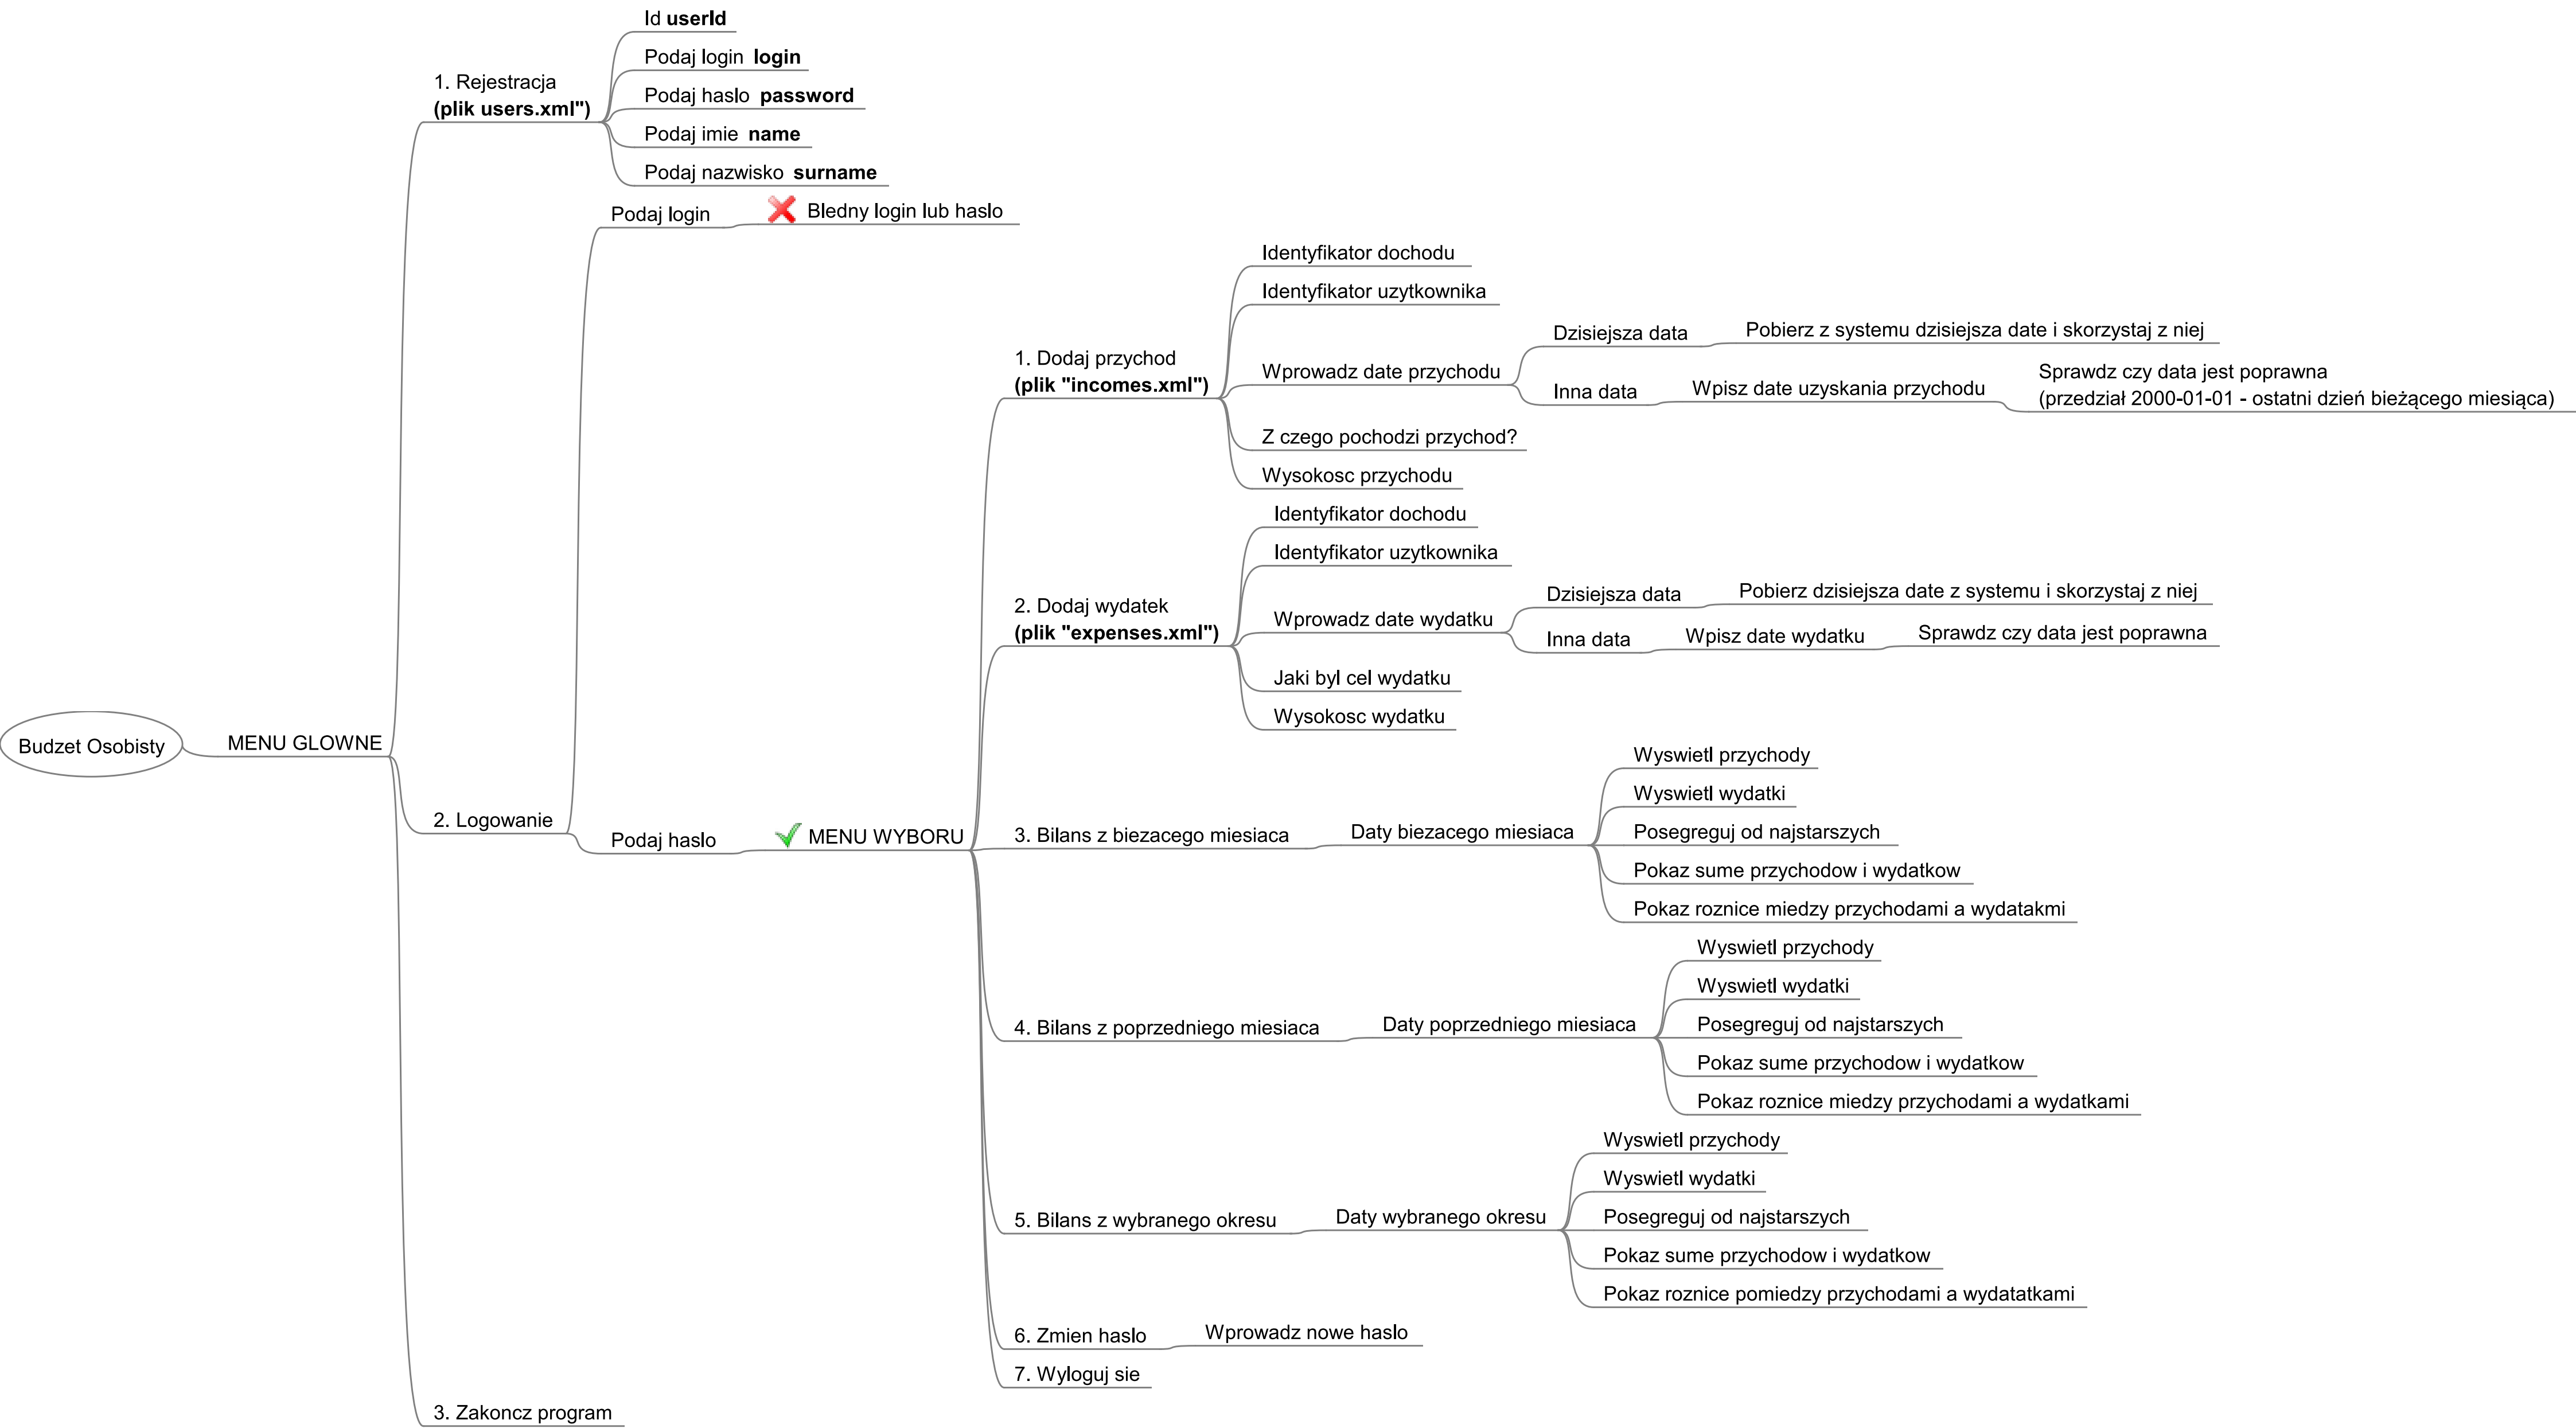 Budzet Osobisty
MENU GLOWNE
1. Rejestracja
(plik users.xml")
Id userId
Podaj login login
Podaj haslo password
Podaj imie name
Podaj nazwisko surname
2. Logowanie
Podaj login
Bledny login lub haslo
Podaj haslo
MENU WYBORU
1. Dodaj przychod
(plik "incomes.xml")
Identyfikator dochodu
Identyfikator uzytkownika
Wprowadz date przychodu
Dzisiejsza data
Pobierz z systemu dzisiejsza date i skorzystaj z niej
Inna data
Wpisz date uzyskania przychodu
Sprawdz czy data jest poprawna
(przedział 2000-01-01 - ostatni dzień bieżącego miesiąca)
Z czego pochodzi przychod?
Wysokosc przychodu
2. Dodaj wydatek
(plik "expenses.xml")
Identyfikator dochodu
Identyfikator uzytkownika
Wprowadz date wydatku
Dzisiejsza data
Pobierz dzisiejsza date z systemu i skorzystaj z niej
Inna data
Wpisz date wydatku
Sprawdz czy data jest poprawna
Jaki byl cel wydatku
Wysokosc wydatku
3. Bilans z biezacego miesiaca
Daty biezacego miesiaca
Wyswietl przychody
Wyswietl wydatki
Posegreguj od najstarszych
Pokaz sume przychodow i wydatkow
Pokaz roznice miedzy przychodami a wydatakmi
4. Bilans z poprzedniego miesiaca
Daty poprzedniego miesiaca
Wyswietl przychody
Wyswietl wydatki
Posegreguj od najstarszych
Pokaz sume przychodow i wydatkow
Pokaz roznice miedzy przychodami a wydatkami
5. Bilans z wybranego okresu
Daty wybranego okresu
Wyswietl przychody
Wyswietl wydatki
Posegreguj od najstarszych
Pokaz sume przychodow i wydatkow
Pokaz roznice pomiedzy przychodami a wydatatkami
6. Zmien haslo
Wprowadz nowe haslo
7. Wyloguj sie
3. Zakoncz program